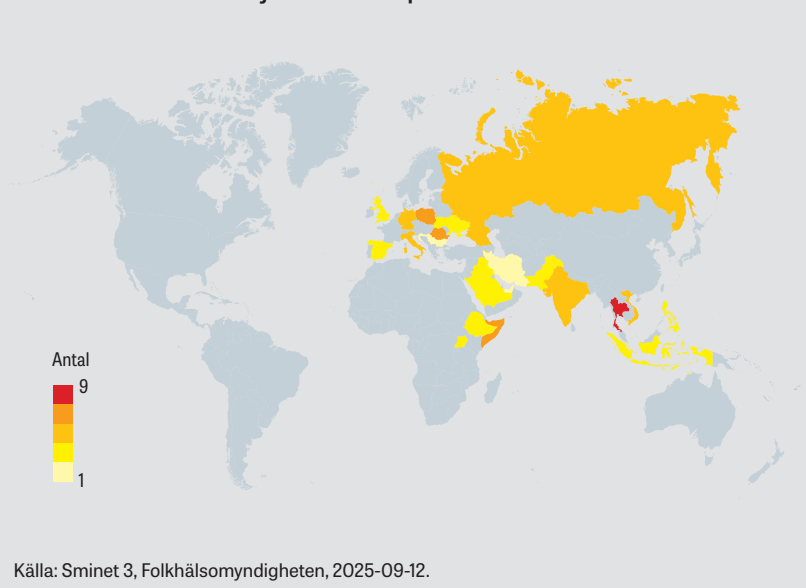 Antal
9
1
Källa: Sminet 3, Folkhälsomyndigheten, 2025-09-12.